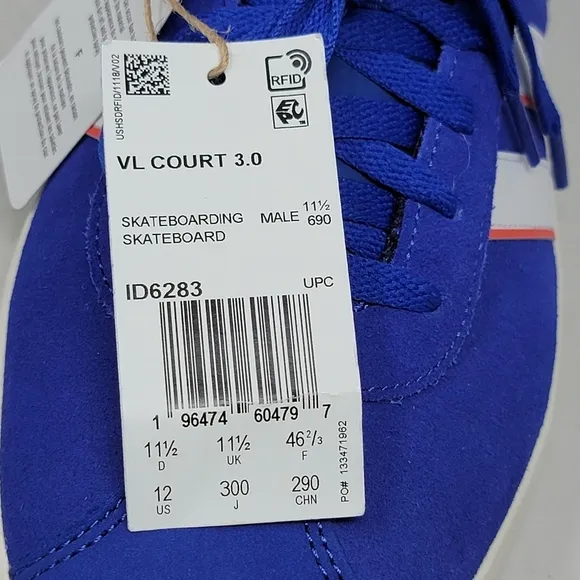 RFID
EPC
USHSDRFID/1118/V02
VL COURT 3.0
SKATEBOARDING MALE 11½
SKATEBOARD 690
ID6283 UPC
1 96474 60479 7
11½ 11½ 46⅔
D UK F
12 300 290
US J CHN
PO# 133471962